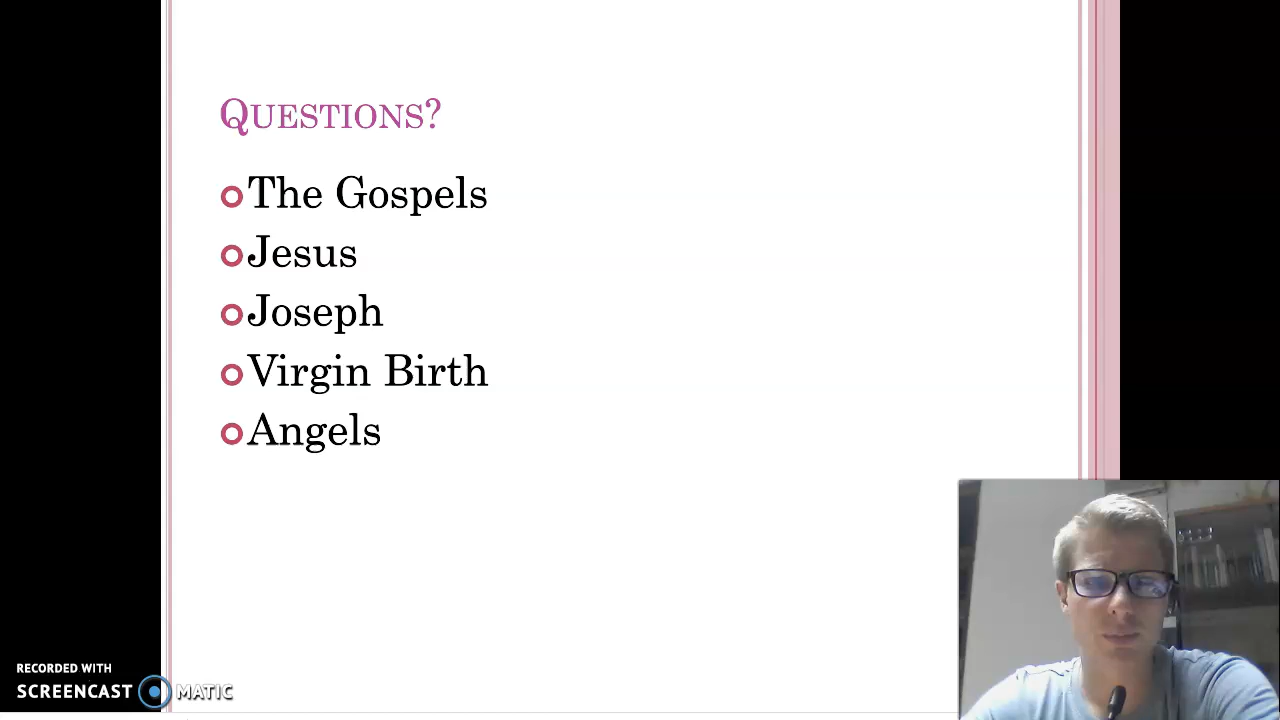 QUESTIONS?
The Gospels
Jesus
Joseph
Virgin Birth
Angels
RECORDED WITH
SCREENCAST MATIC